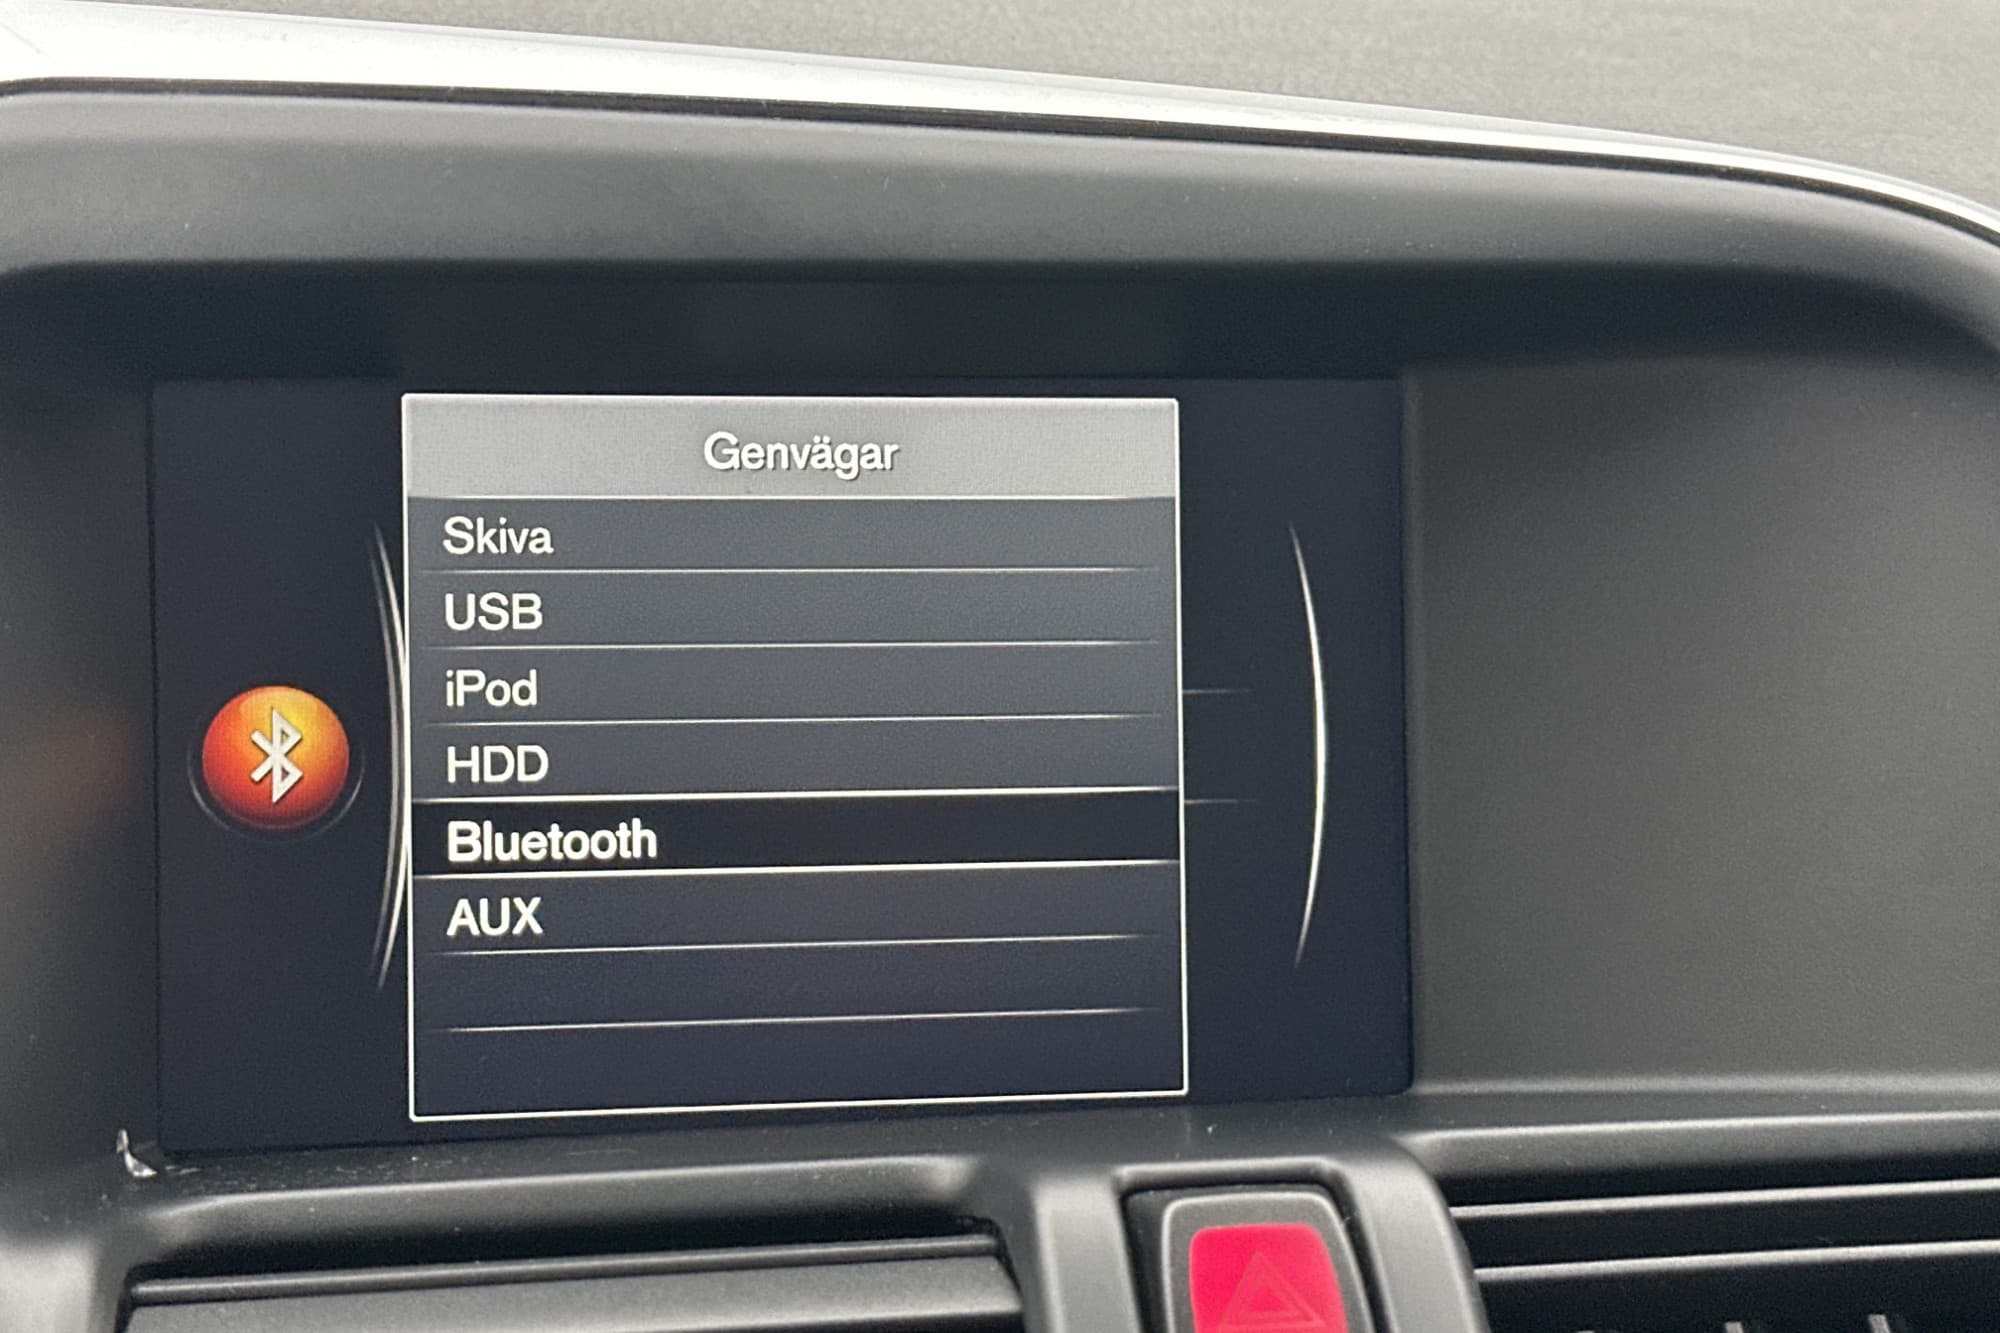 Genvägar
Skiva
USB
iPod
HDD
Bluetooth
AUX